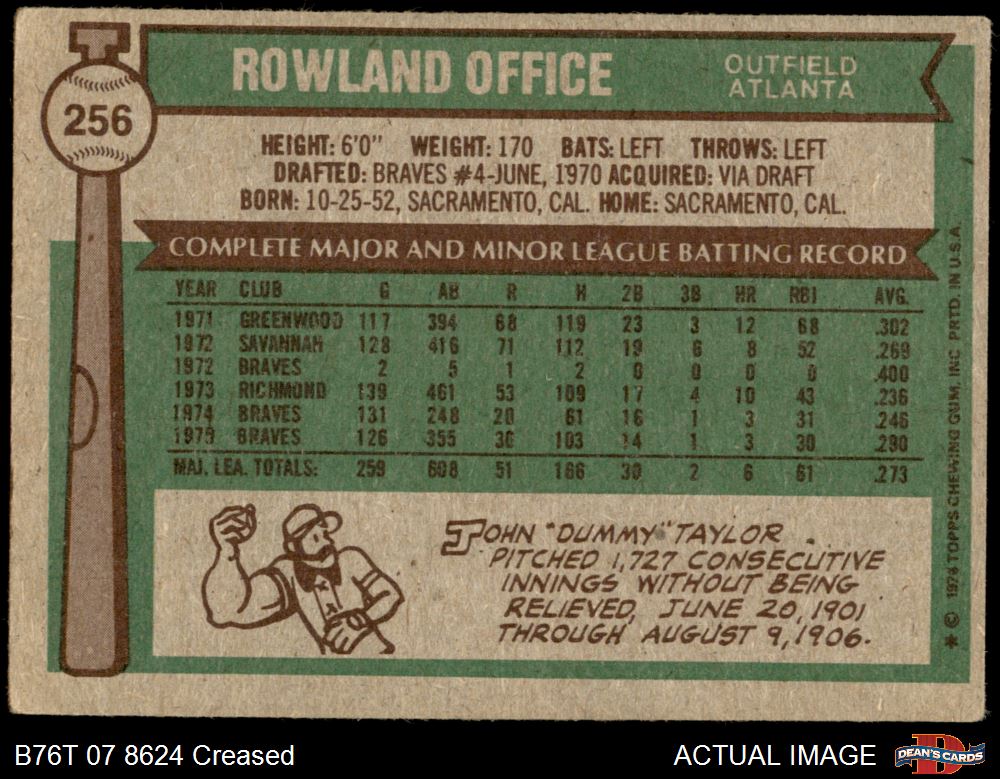 ROWLAND OFFICE
OUTFIELD
ATLANTA
256
HEIGHT: 6'0" WEIGHT: 170 BATS: LEFT THROWS: LEFT
DRAFTED: BRAVES #4-JUNE, 1970 ACQUIRED: VIA DRAFT
BORN: 10-25-52, SACRAMENTO, CAL. HOME: SACRAMENTO, CAL.
COMPLETE MAJOR AND MINOR LEAGUE BATTING RECORD
YEAR CLUB G AB R H 2B 3B HR RBI AVG.
1971 GREENWOOD 117 394 68 119 23 3 12 68 .302
1972 SAVANNAH 128 416 71 112 19 6 8 52 .269
1972 BRAVES 2 5 1 2 0 0 0 0 .400
1973 RICHMOND 139 461 53 109 17 4 10 43 .236
1974 BRAVES 131 248 20 61 16 1 3 31 .246
1975 BRAVES 126 355 30 103 14 1 3 30 .290
MAJ. LEA. TOTALS: 259 608 51 166 30 2 6 61 .273
JOHN "DUMMY" TAYLOR
PITCHED 1,727 CONSECUTIVE
INNINGS WITHOUT BEING
RELIEVED, JUNE 20, 1901
THROUGH AUGUST 9, 1906.
* © 1976 TOPPS CHEWING GUM, INC. PRTD. IN U.S.A.
B76T 07 8624 Creased
ACTUAL IMAGE
DEAN'S CARDS